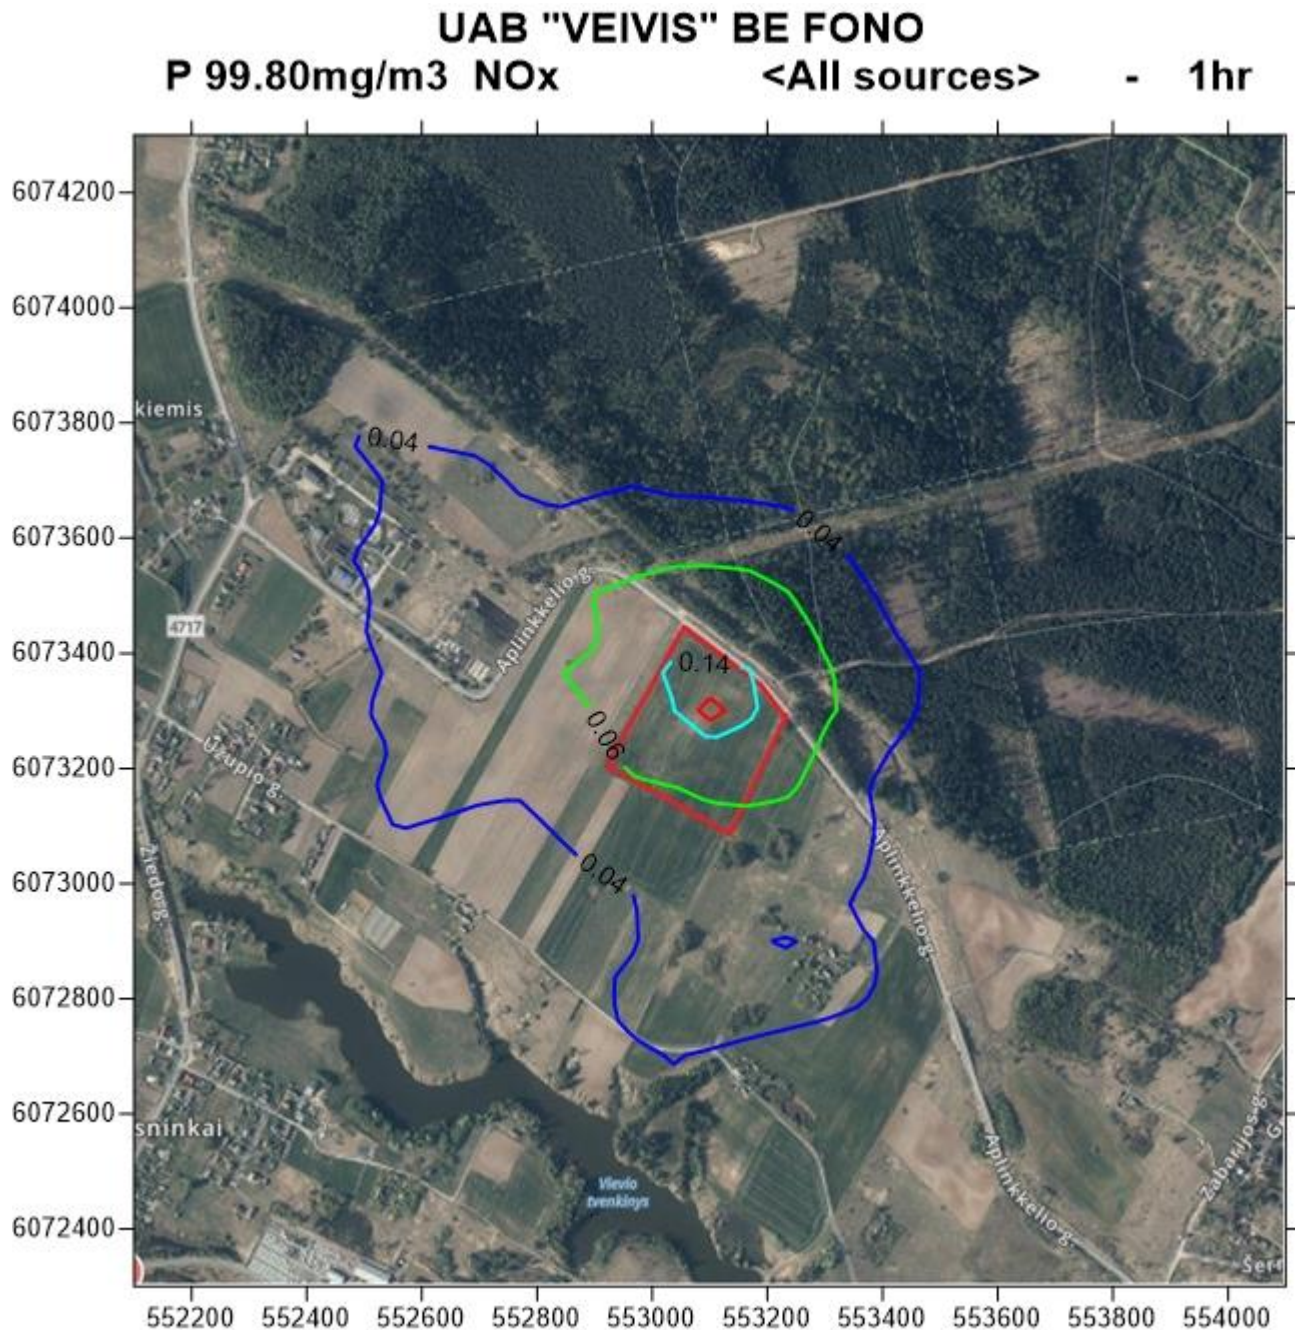 UAB "VEIVIS" BE FONO
P 99.80mg/m3 NOx <All sources> - 1hr
6074200
6074000
6073800
6073600
6073400
6073200
6073000
6072800
6072600
6072400
kiemis
0.04
0.04
4717
Aplinkkelio g.
0.14
0.06
Užupio g.
Žiedo g.
0.04
Aplinkkelio g.
sninkai
Vievio
tvenkinys
Aplinkkelio g.
Zabarijos g.
G.
552200 552400 552600 552800 553000 553200 553400 553600 553800 554000